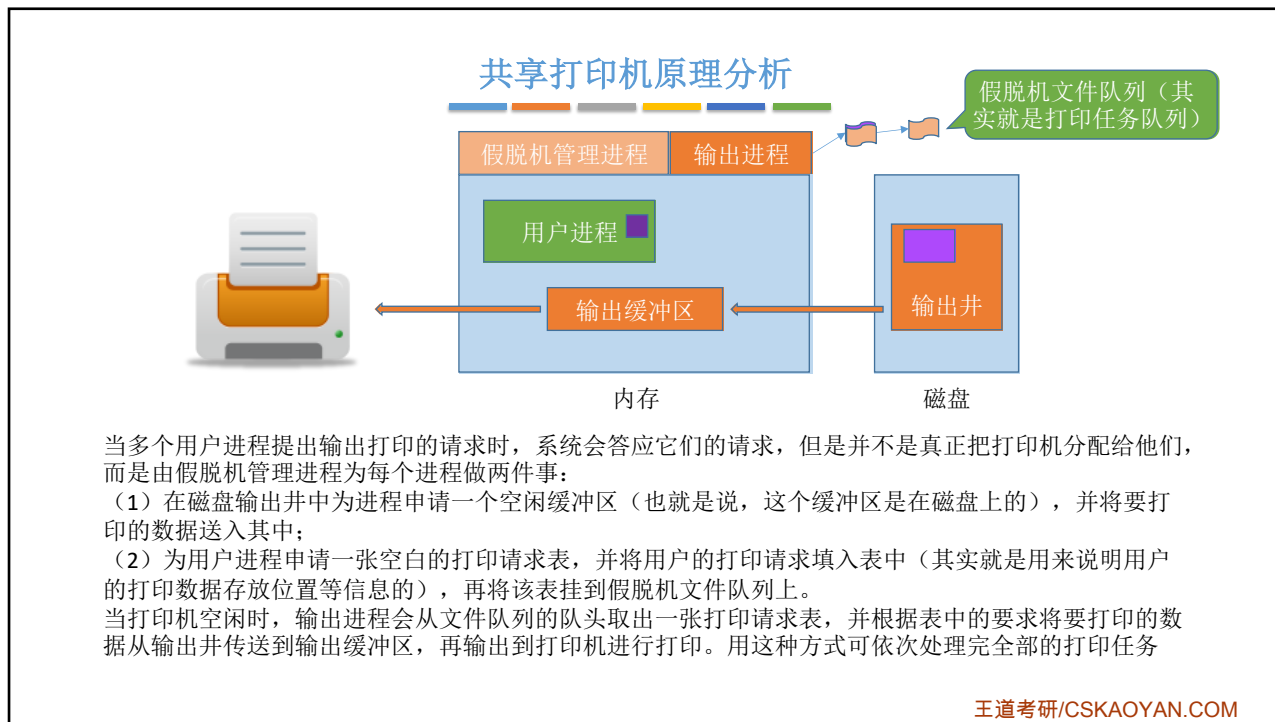 共享打印机原理分析
假脱机文件队列（其
实就是打印任务队列）
假脱机管理进程
输出进程
用户进程
输出缓冲区
输出井
内存
磁盘
当多个用户进程提出输出打印的请求时，系统会答应它们的请求，但是并不是真正把打印机分配给他们，
而是由假脱机管理进程为每个进程做两件事：
（1）在磁盘输出井中为进程申请一个空闲缓冲区（也就是说，这个缓冲区是在磁盘上的），并将要打
印的数据送入其中；
（2）为用户进程申请一张空白的打印请求表，并将用户的打印请求填入表中（其实就是用来说明用户
的打印数据存放位置等信息的），再将该表挂到假脱机文件队列上。
当打印机空闲时，输出进程会从文件队列的队头取出一张打印请求表，并根据表中的要求将要打印的数
据从输出井传送到输出缓冲区，再输出到打印机进行打印。用这种方式可依次处理完全部的打印任务
王道考研/CSKAOYAN.COM